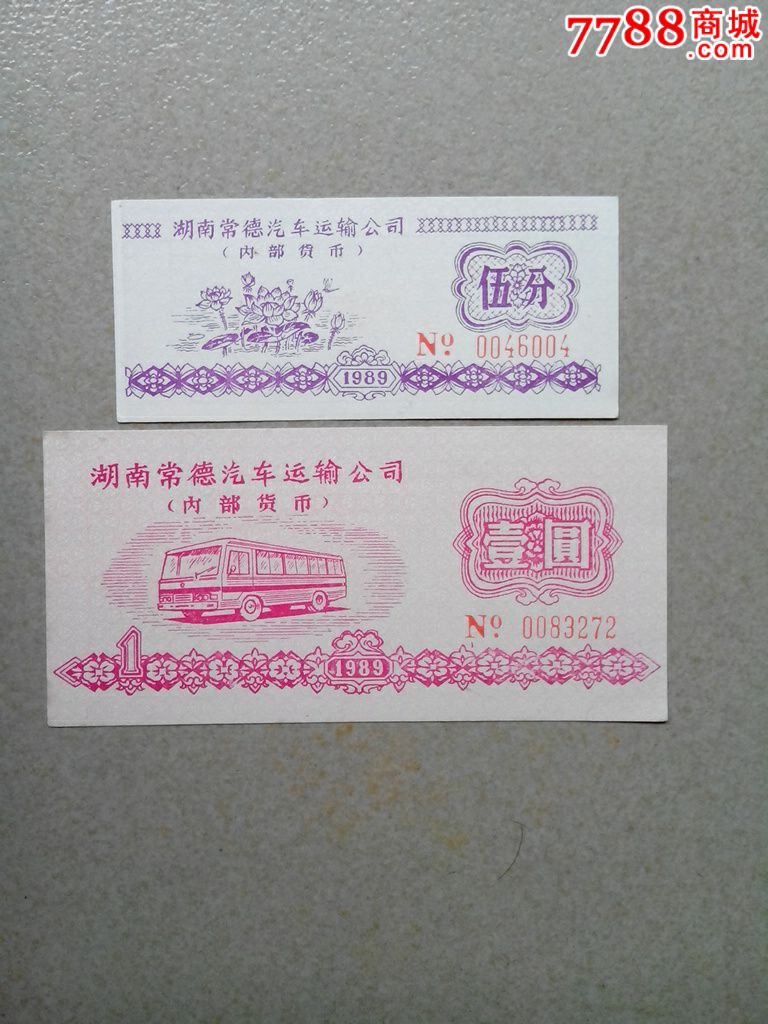 7788商城
.com
湖南常德汽车运输公司
（内部货币）
伍分
Nº 0046004
1989
湖南常德汽车运输公司
（内部货币）
壹圓
Nº 0083272
1
1989